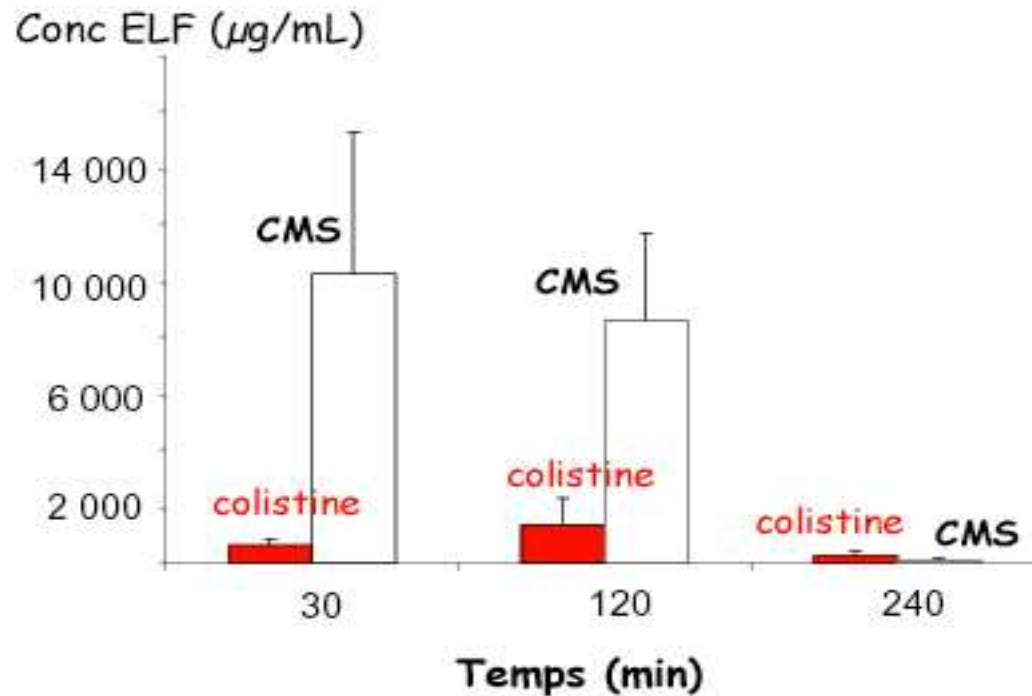 Conc ELF (µg/mL)
14 000
CMS
10 000
CMS
6 000
colistine
2 000
colistine
colistine
CMS
30
120
240
Temps (min)